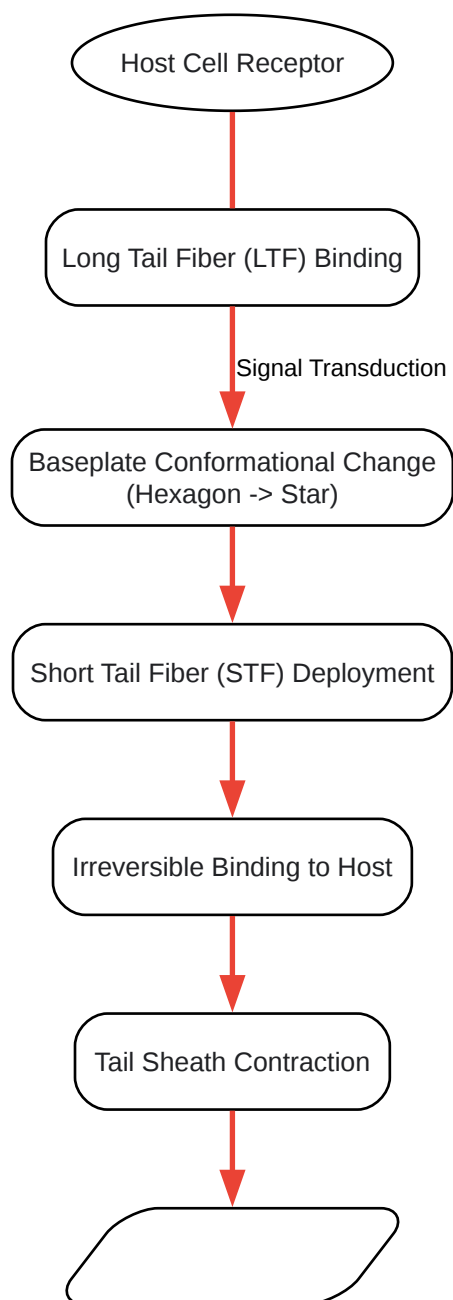 Host Cell Receptor
Long Tail Fiber (LTF) Binding
Signal Transduction
Baseplate Conformational Change
(Hexagon -> Star)
Short Tail Fiber (STF) Deployment
Irreversible Binding to Host
Tail Sheath Contraction